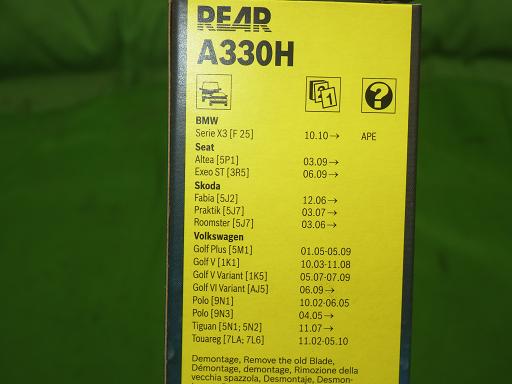 REAR
A330H
1
?
BMW
Serie X3 [F 25] 10.10→ APE
Seat
Altea [5P1] 03.09→
Exeo ST [3R5] 06.09→
Skoda
Fabia [5J2] 12.06→
Praktik [5J7] 03.07→
Roomster [5J7] 03.06→
Volkswagen
Golf Plus [5M1] 01.05-05.09
Golf V [1K1] 10.03-11.08
Golf V Variant [1K5] 05.07-07.09
Golf VI Variant [AJ5] 06.09→
Polo [9N1] 10.02-06.05
Polo [9N3] 04.05→
Tiguan [5N1; 5N2] 11.07→
Touareg [7LA; 7L6] 11.02-05.10
Demontage, Remove the old Blade,
Démontage, demontage, Rimozione della
vecchia spazzola, Desmontaje, Desmon-